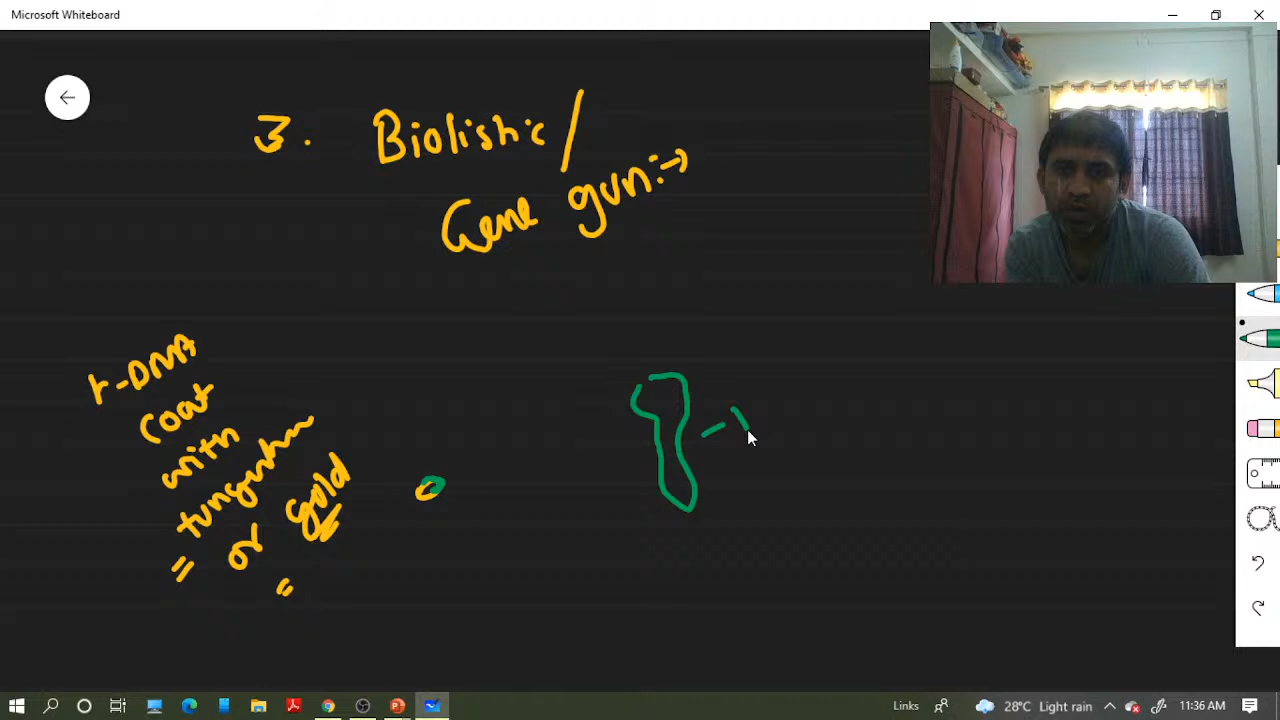 Microsoft Whiteboard
3. Biolistic/
Gene gun:→
r-DNA
coat
with
tungsten
or gold
Links
28°C Light rain
11:36 AM